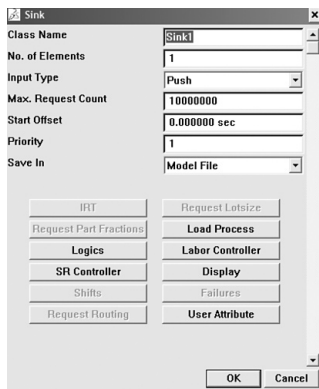 Sink
Class Name Sink1
No. of Elements 1
Input Type Push
Max. Request Count 10000000
Start Offset 0.000000 sec
Priority 1
Save In Model File
IRT Request Lotsize
Request Part Fractions Load Process
Logics Labor Controller
SR Controller Display
Shifts Failures
Request Routing User Attribute
OK Cancel